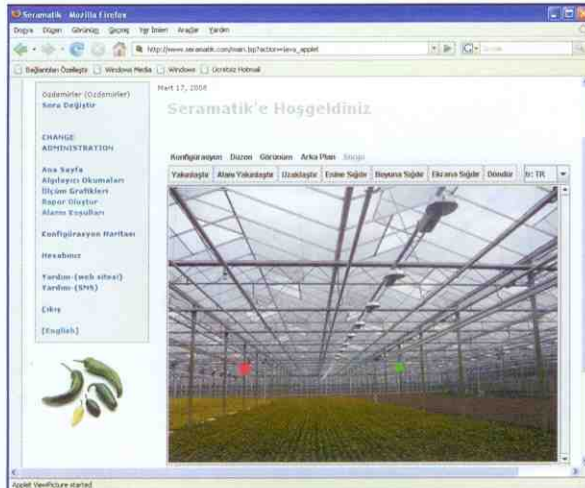 Seramatik - Mozilla Firefox
Dosya Düzen Görünüm Geçmiş Yer İmleri Araçlar Yardım
http://www.seramatik.com/main.jsp?action=java_applet
Bağlantıları Özelleştir Windows Media Windows Ücretsiz Hotmail
Özdemirler (Ozdemirler)
Sera Değiştir
CHANGE
ADMINISTRATION
Ana Sayfa
Algılayıcı Okumaları
Ölçüm Grafikleri
Rapor Oluştur
Alarm Koşulları
Konfigürasyon Haritası
Hesabınız
Yardım-(web sitesi)
Yardım-(SMS)
Çıkış
[English]
Mart 17, 2008
Seramatik'e Hoşgeldiniz
Konfigürasyon Düzen Görünüm Arka Plan
Yakınlaştır Alanı Yakınlaştır Uzaklaştır Enine Sığdır Boyuna Sığdır Ekrana Sığdır Döndür tr: TR
Applet ViewPicture started